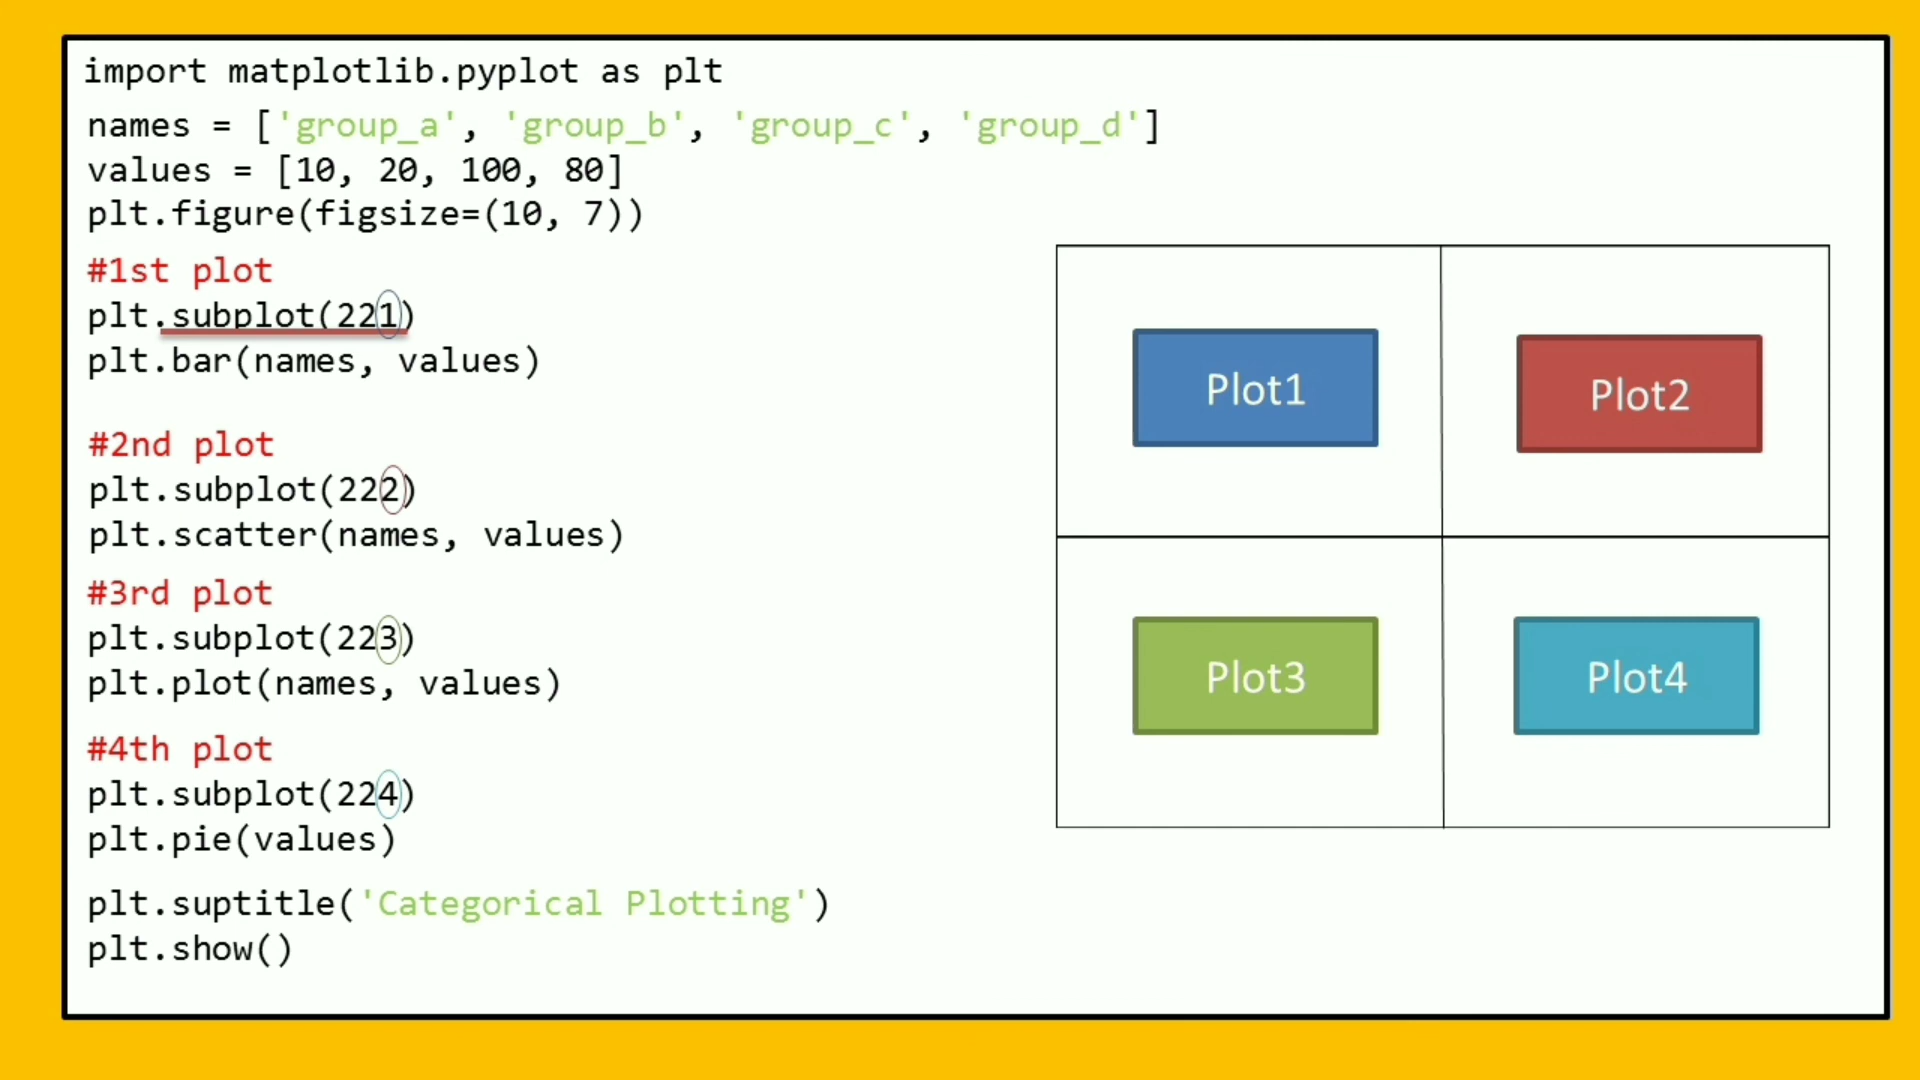 import matplotlib.pyplot as plt
names = ['group_a', 'group_b', 'group_c', 'group_d']
values = [10, 20, 100, 80]
plt.figure(figsize=(10, 7))
#1st plot
plt.subplot(221)
plt.bar(names, values)
#2nd plot
plt.subplot(222)
plt.scatter(names, values)
#3rd plot
plt.subplot(223)
plt.plot(names, values)
#4th plot
plt.subplot(224)
plt.pie(values)
plt.suptitle('Categorical Plotting')
plt.show()
Plot1
Plot2
Plot3
Plot4